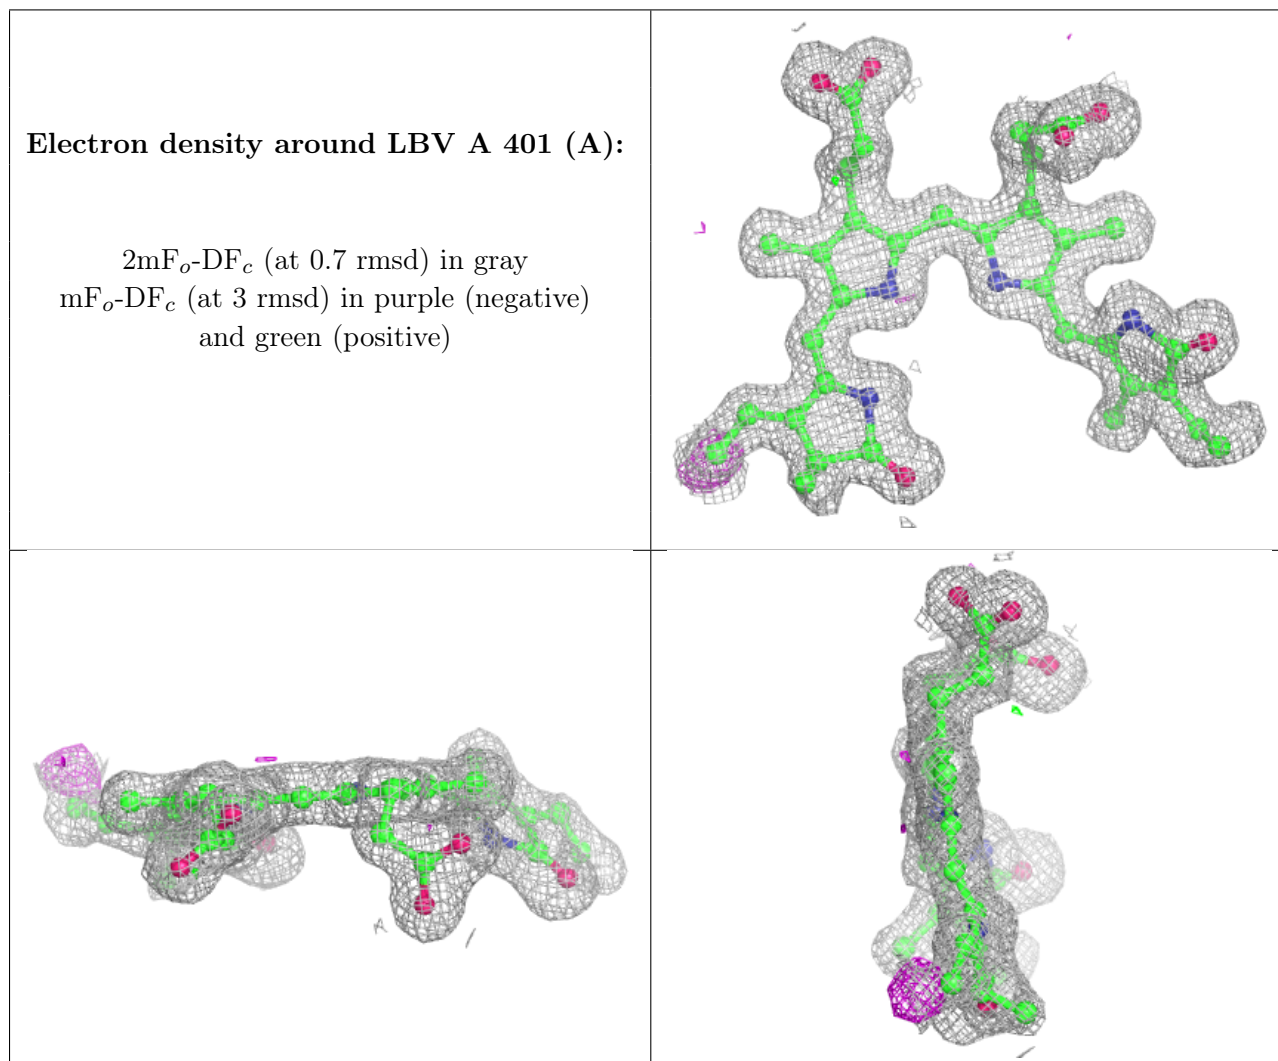 Electron density around LBV A 401 (A):
2mFo-DFc (at 0.7 rmsd) in gray
mFo-DFc (at 3 rmsd) in purple (negative)
and green (positive)